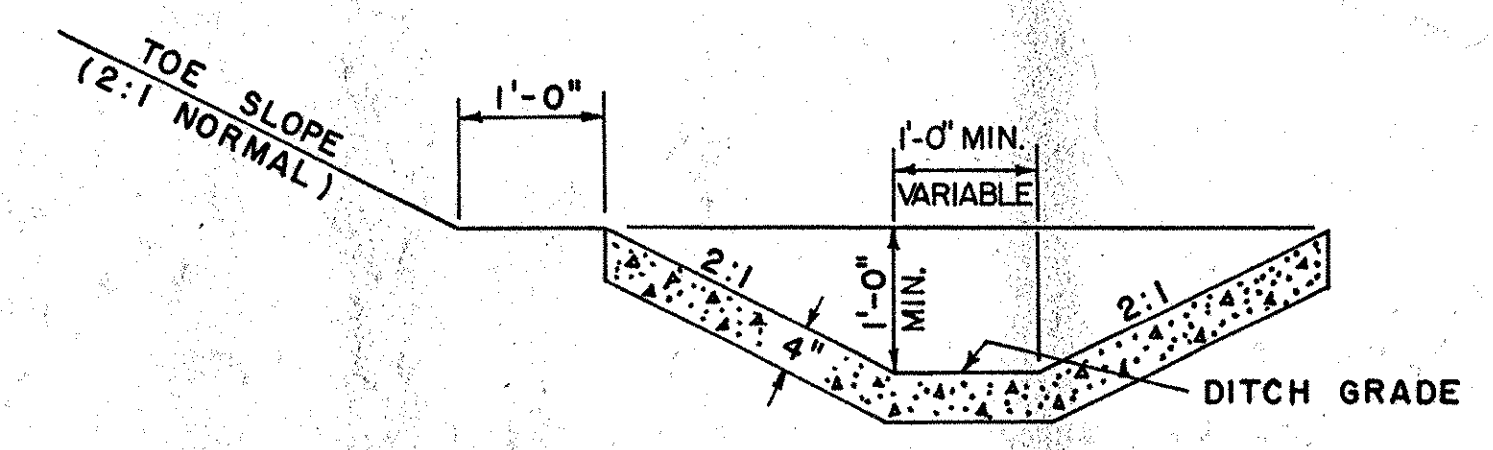 TOE SLOPE
(2:1 NORMAL)
1'-0"
1'-0" MIN.
VARIABLE
2:1
1'-0"
MIN.
2:1
4"
DITCH GRADE